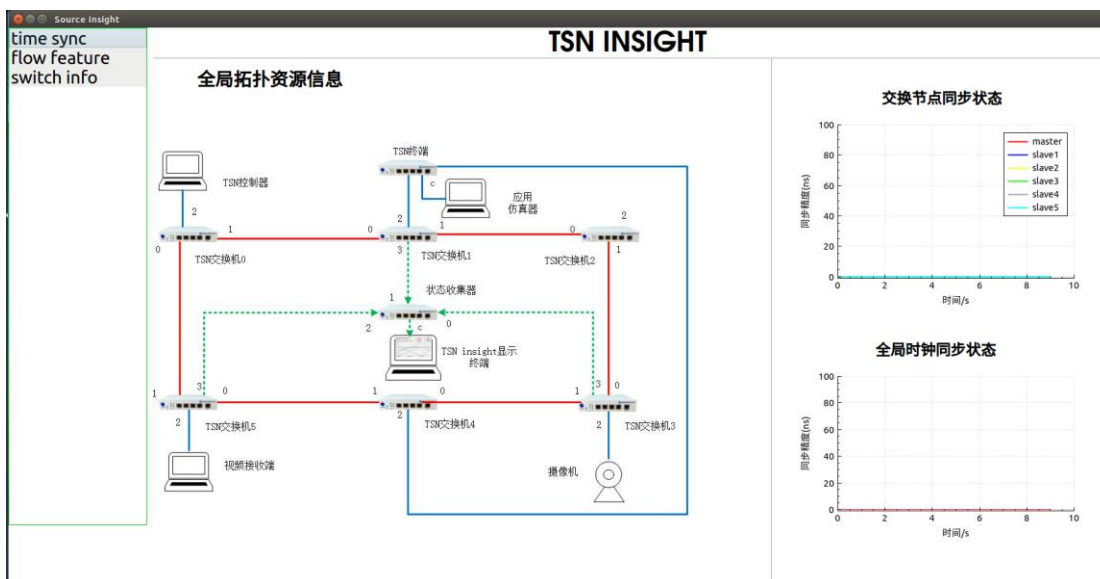 Source Insight
time sync
flow feature
switch info
TSN INSIGHT
全局拓扑资源信息
TSN控制器
2
0
1
TSN交换机0
TSN终端
c
应用
仿真器
2
0
1
3
TSN交换机1
2
0
1
TSN交换机2
状态收集器
1
2
0
c
TSN insight显示
终端
1
3
0
2
TSN交换机5
视频接收端
1
0
2
TSN交换机4
1
3
0
2
TSN交换机3
摄像机
交换节点同步状态
同步精度(ns)
100
80
60
40
20
0
master
slave1
slave2
slave3
slave4
slave5
0 2 4 6 8 10
时间/s
全局时钟同步状态
同步精度(ns)
100
80
60
40
20
0
0 2 4 6 8 10
时间/s